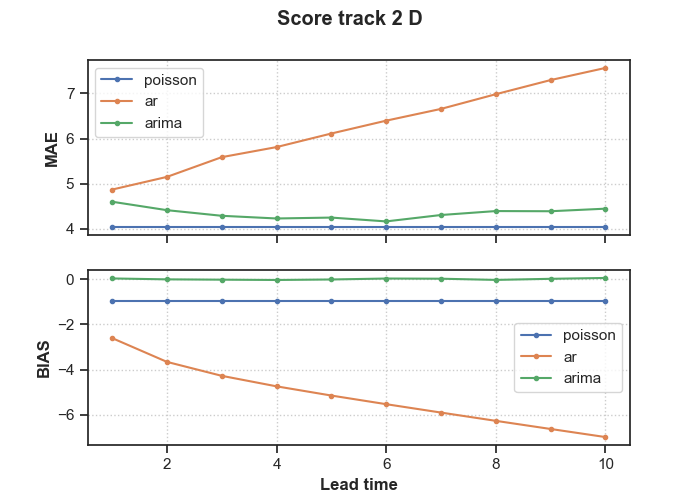 Score track 2 D
MAE
7
6
5
4
poisson
ar
arima
BIAS
0
−2
−4
−6
poisson
ar
arima
2
4
6
8
10
Lead time